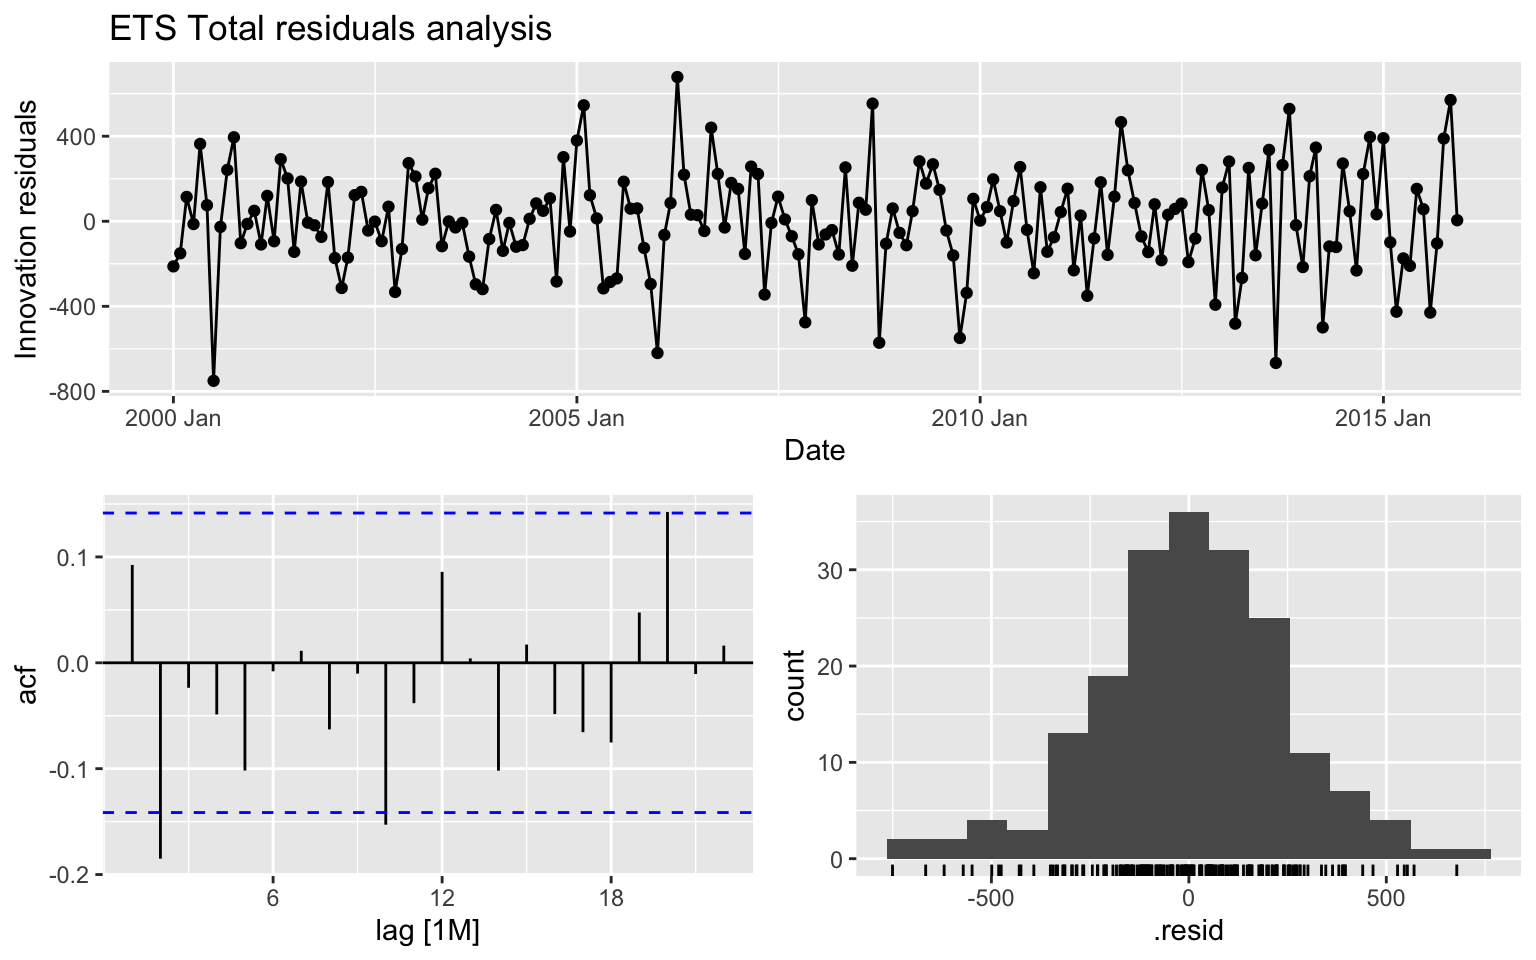 ETS Total residuals analysis
Innovation residuals
400
0
-400
-800
2000 Jan
2005 Jan
2010 Jan
2015 Jan
Date
acf
0.1
0.0
-0.1
-0.2
6
12
18
lag [1M]
count
30
20
10
0
-500
0
500
.resid